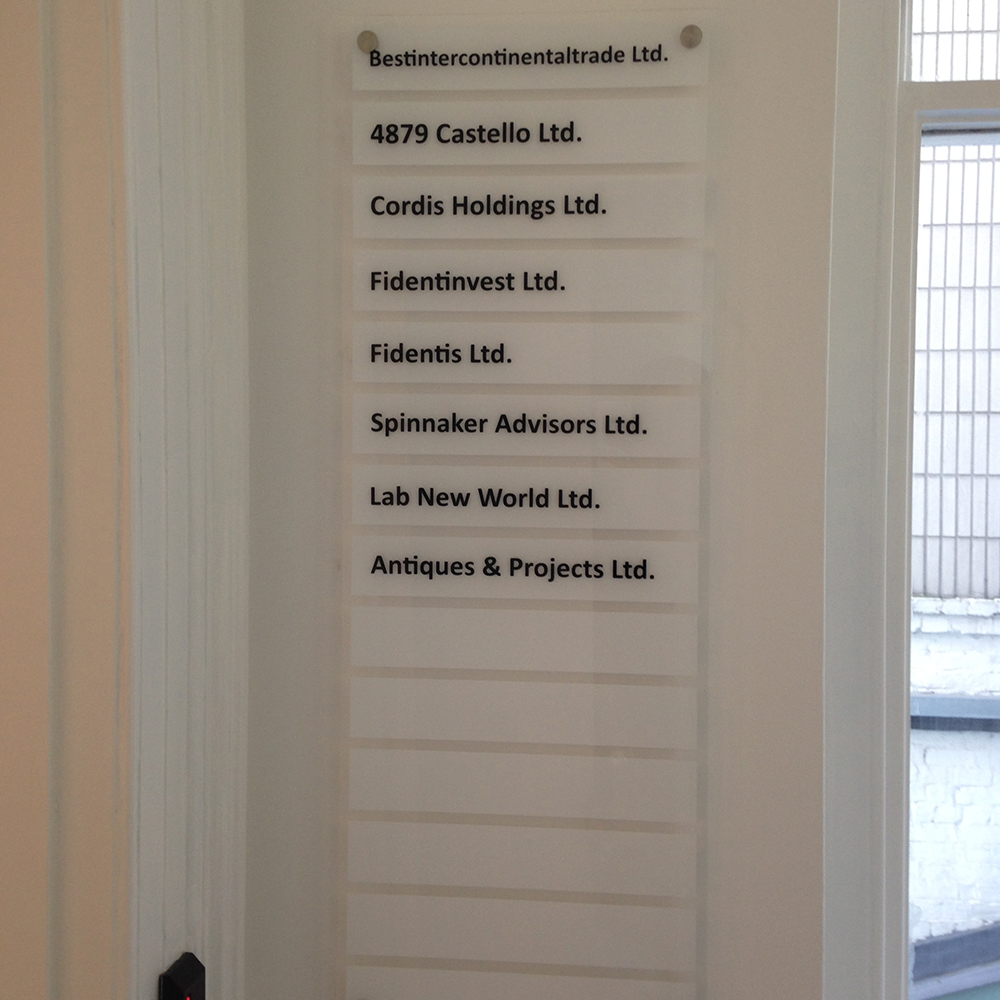 Bestintercontinentaltrade Ltd.
4879 Castello Ltd.
Cordis Holdings Ltd.
Fidentinvest Ltd.
Fidentis Ltd.
Spinnaker Advisors Ltd.
Lab New World Ltd.
Antiques & Projects Ltd.